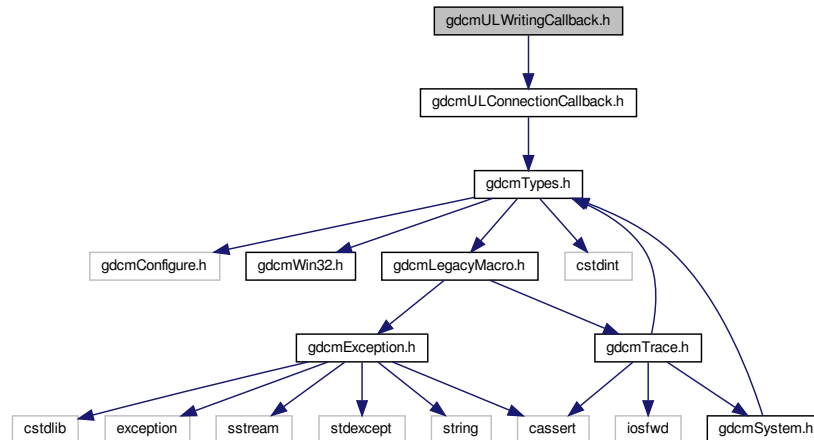 gdcmULWritingCallback.h
gdcmULConnectionCallback.h
gdcmTypes.h
gdcmConfigure.h
gdcmWin32.h
gdcmLegacyMacro.h
cstdint
gdcmException.h
gdcmTrace.h
cstdlib
exception
sstream
stdexcept
string
cassert
iosfwd
gdcmSystem.h